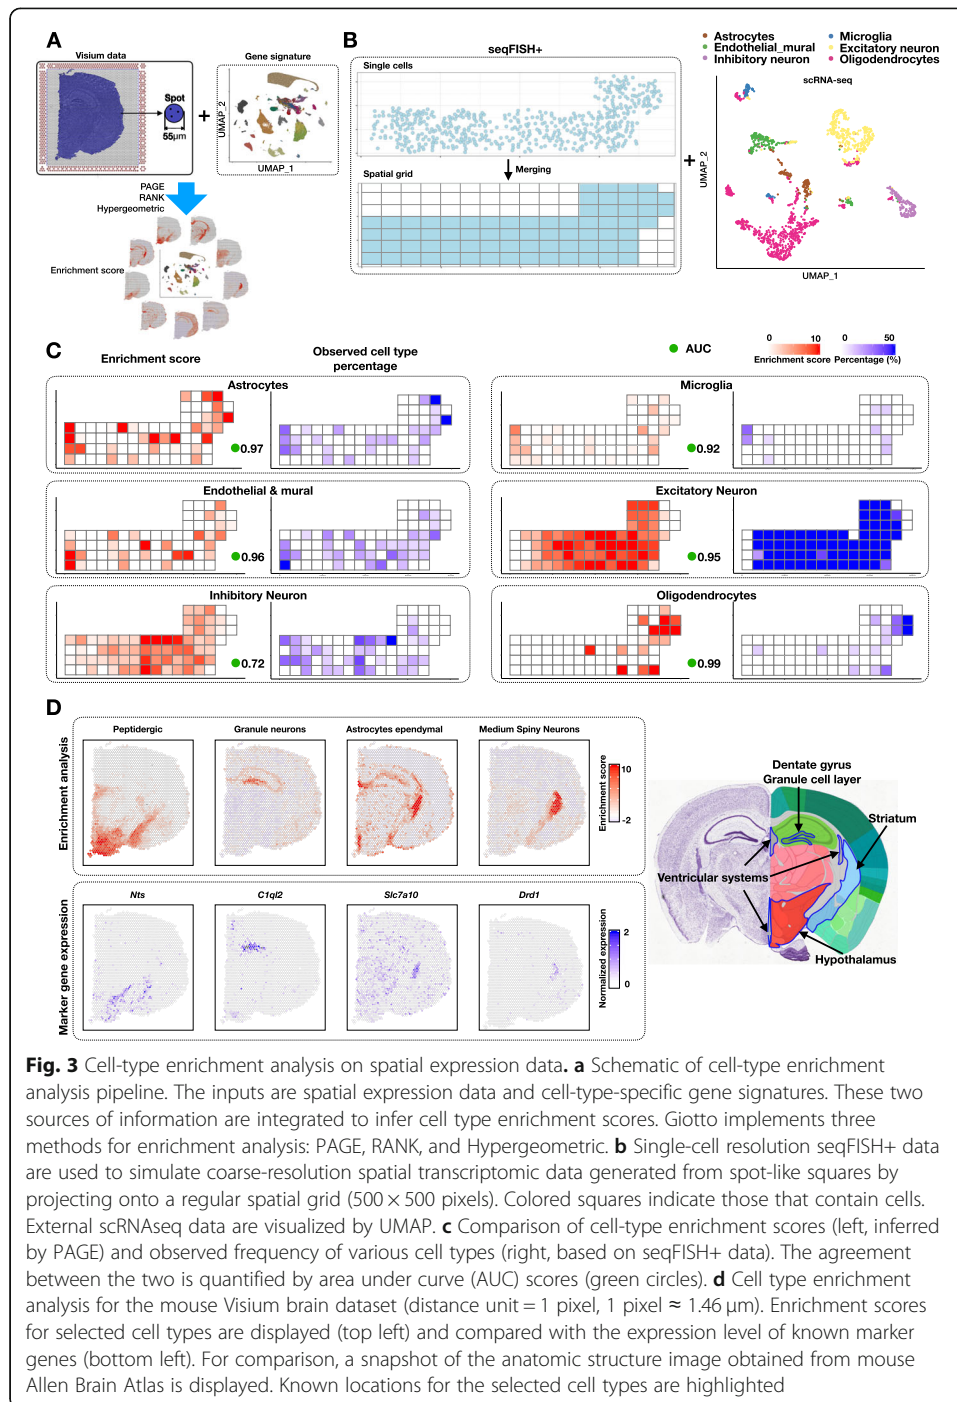 A
Visium data
Spot
55µm
+
Gene signature
UMAP_2
UMAP_1
PAGE
RANK
Hypergeometric
Enrichment score
B
seqFISH+
Single cells
Merging
Spatial grid
+
Astrocytes
Endothelial_mural
Inhibitory neuron
Microglia
Excitatory neuron
Oligodendrocytes
scRNA-seq
UMAP_2
UMAP_1
C
Enrichment score
Observed cell type
percentage
AUC
0 10
Enrichment score
0 50
Percentage (%)
Astrocytes
0.97
Microglia
0.92
Endothelial & mural
0.96
Excitatory Neuron
0.95
Inhibitory Neuron
0.72
Oligodendrocytes
0.99
D
Enrichment analysis
Peptidergic
Granule neurons
Astrocytes ependymal
Medium Spiny Neurons
Enrichment score
10
-2
Marker gene expression
Nts
C1ql2
Slc7a10
Drd1
Normalized expression
2
0
Dentate gyrus
Granule cell layer
Striatum
Ventricular systems
Hypothalamus
Fig. 3 Cell-type enrichment analysis on spatial expression data. a Schematic of cell-type enrichment
analysis pipeline. The inputs are spatial expression data and cell-type-specific gene signatures. These two
sources of information are integrated to infer cell type enrichment scores. Giotto implements three
methods for enrichment analysis: PAGE, RANK, and Hypergeometric. b Single-cell resolution seqFISH+ data
are used to simulate coarse-resolution spatial transcriptomic data generated from spot-like squares by
projecting onto a regular spatial grid (500 × 500 pixels). Colored squares indicate those that contain cells.
External scRNAseq data are visualized by UMAP. c Comparison of cell-type enrichment scores (left, inferred
by PAGE) and observed frequency of various cell types (right, based on seqFISH+ data). The agreement
between the two is quantified by area under curve (AUC) scores (green circles). d Cell type enrichment
analysis for the mouse Visium brain dataset (distance unit = 1 pixel, 1 pixel ≈ 1.46 µm). Enrichment scores
for selected cell types are displayed (top left) and compared with the expression level of known marker
genes (bottom left). For comparison, a snapshot of the anatomic structure image obtained from mouse
Allen Brain Atlas is displayed. Known locations for the selected cell types are highlighted